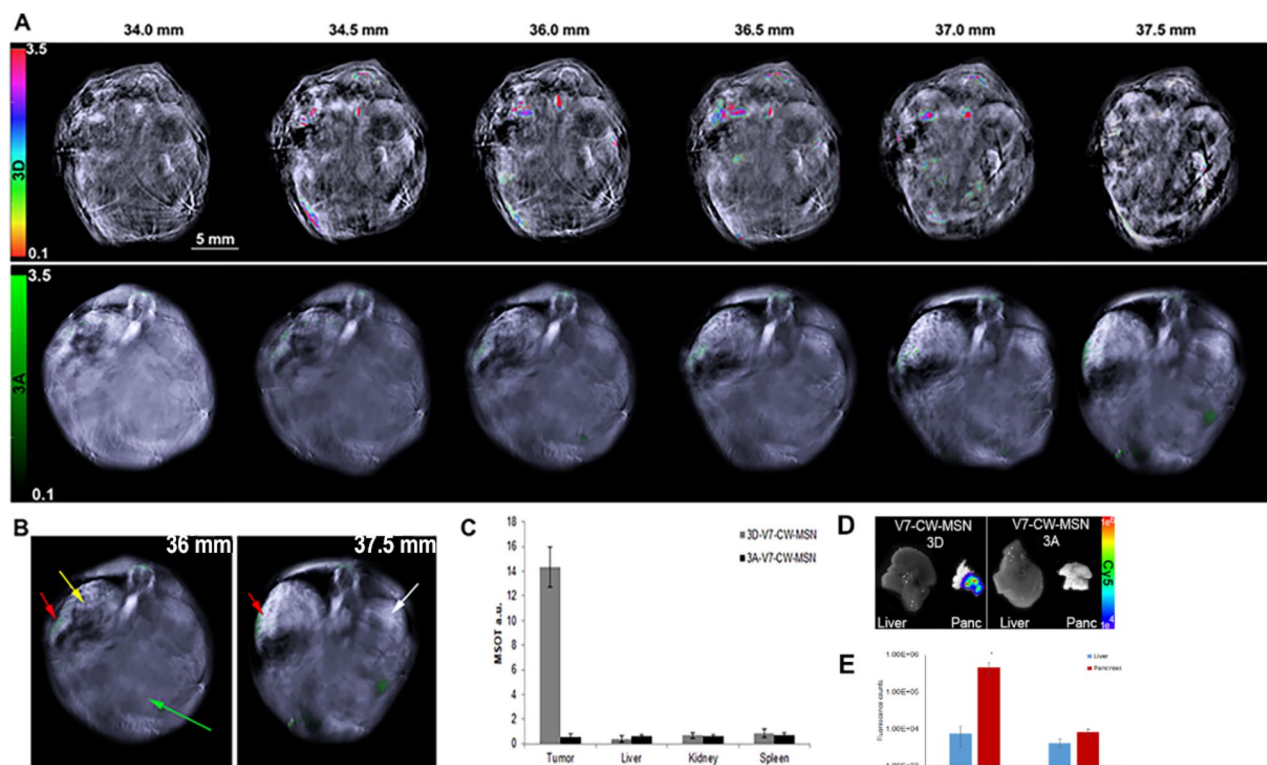 A
34.0 mm 34.5 mm 36.0 mm 36.5 mm 37.0 mm 37.5 mm
3.5
3D
0.1
5 mm
3.5
3A
0.1
B
36 mm
37.5 mm
C
MSOT a.u.
18
16
14
12
10
8
6
4
2
0
Tumor Liver Kidney Spleen
3D-V7-CW-MSN
3A-V7-CW-MSN
D
V7-CW-MSN
3D
V7-CW-MSN
3A
Liver Panc Liver Panc
Cy5
E
Fluorescence counts
1.00E+06
1.00E+05
1.00E+04
1.00E+03
Liver
Pancreas